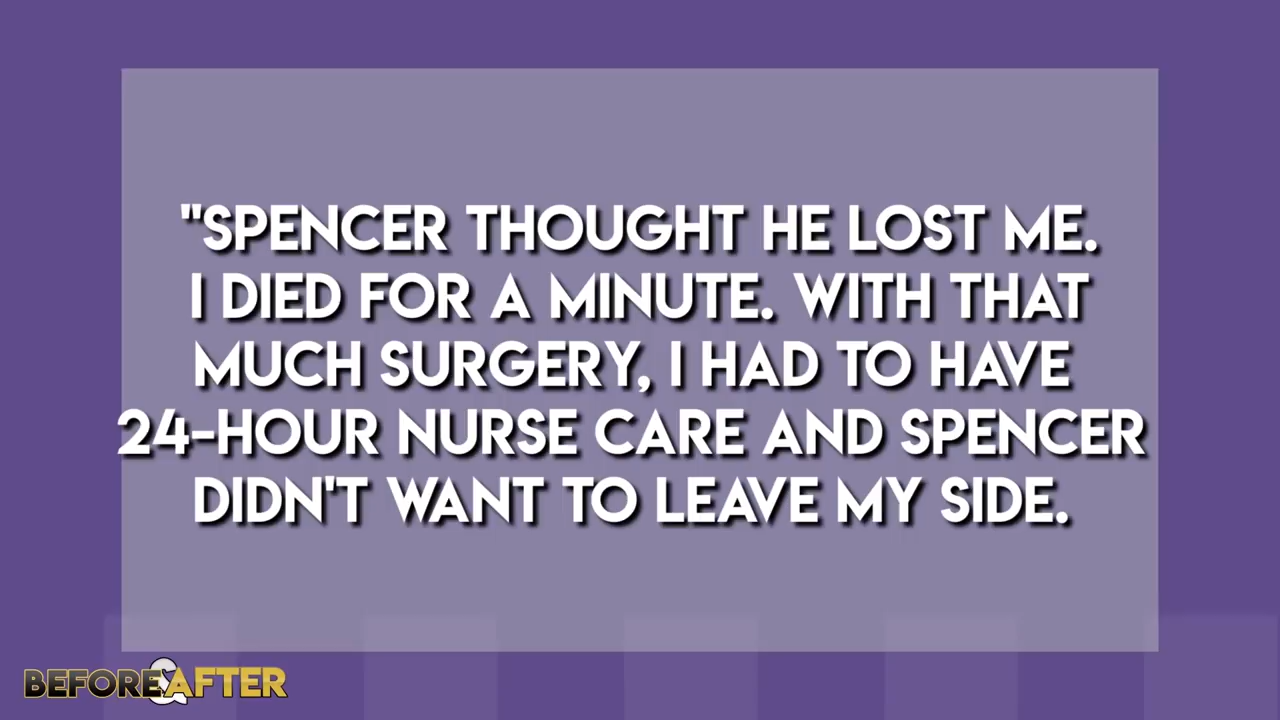 "SPENCER THOUGHT HE LOST ME.
I DIED FOR A MINUTE. WITH THAT
MUCH SURGERY, I HAD TO HAVE
24-HOUR NURSE CARE AND SPENCER
DIDN'T WANT TO LEAVE MY SIDE.
BEFORE & AFTER